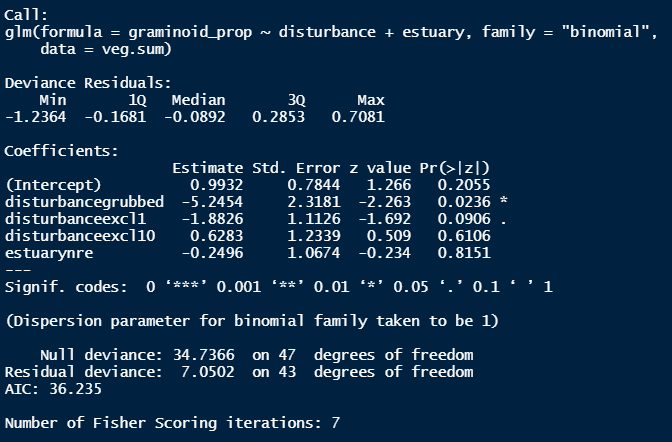 Call:
glm(formula = graminoid_prop ~ disturbance + estuary, family = "binomial",
    data = veg.sum)

Deviance Residuals:
    Min       1Q   Median       3Q      Max
-1.2364  -0.1681  -0.0892   0.2853   0.7081

Coefficients:
                   Estimate Std. Error z value Pr(>|z|)
(Intercept)          0.9932     0.7844   1.266   0.2055
disturbancegrubbed  -5.2454     2.3181  -2.263   0.0236 *
disturbanceexcl1    -1.8826     1.1126  -1.692   0.0906 .
disturbanceexcl10    0.6283     1.2339   0.509   0.6106
estuarynre          -0.2496     1.0674  -0.234   0.8151
---
Signif. codes:  0 ‘***’ 0.001 ‘**’ 0.01 ‘*’ 0.05 ‘.’ 0.1 ‘ ’ 1

(Dispersion parameter for binomial family taken to be 1)

    Null deviance: 34.7366  on 47  degrees of freedom
Residual deviance:  7.0502  on 43  degrees of freedom
AIC: 36.235

Number of Fisher Scoring iterations: 7